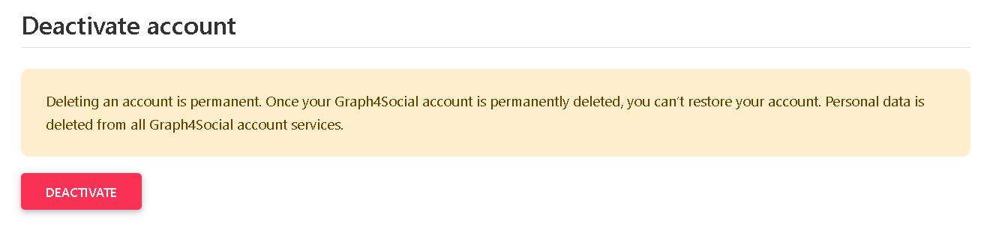 Deactivate account
Deleting an account is permanent. Once your Graph4Social account is permanently deleted, you can’t restore your account. Personal data is
deleted from all Graph4Social account services.
DEACTIVATE